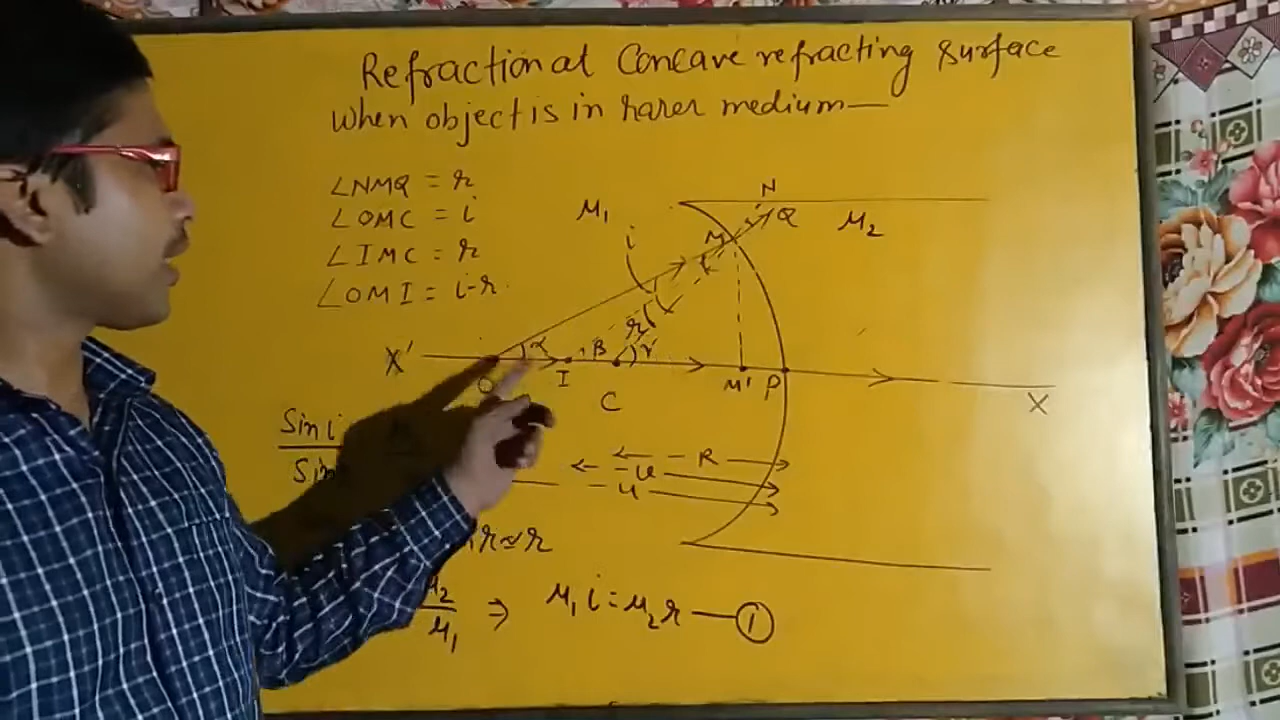 Refraction at Concave refracting surface
when object is in rarer medium—
∠NMQ = r
∠OMC = i
∠IMC = r
∠OMI = i-r
μ₁
N
Q
μ₂
M
i
r
α
β
γ
X'
O
I
C
M'
P
X
Sin i
Sin
-R
-u
-u
r≈r
μ₂
μ₁
⇒ μ₁ i = μ₂ r —①